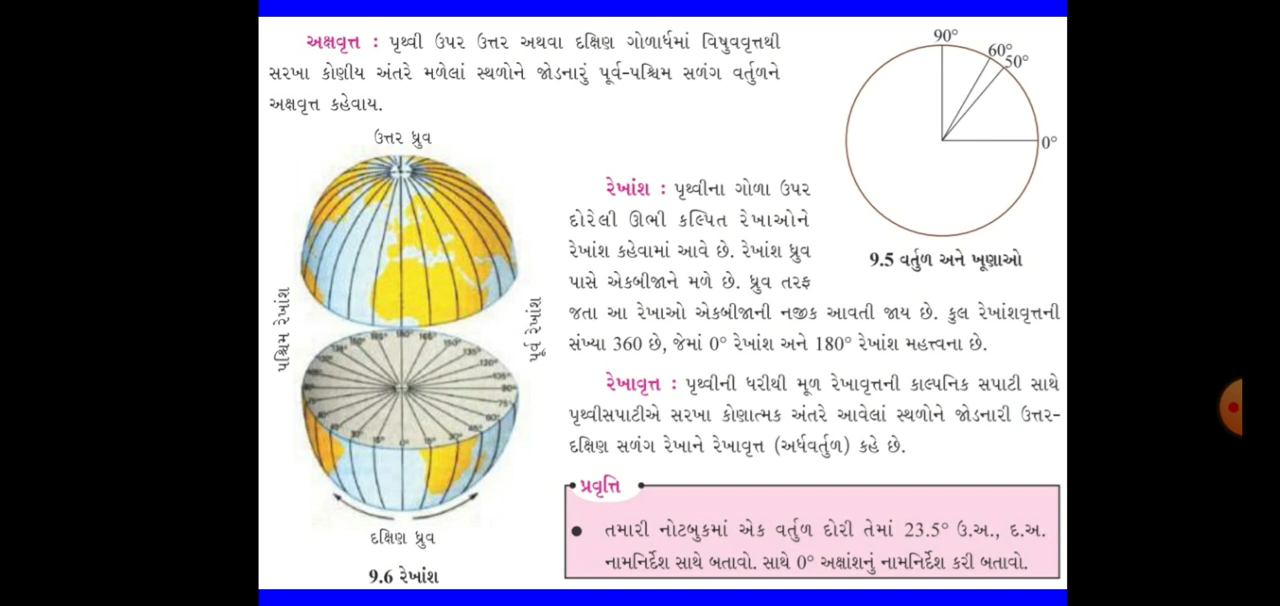 અક્ષવૃત્ત : પૃથ્વી ઉપર ઉત્તર અથવા દક્ષિણ ગોળાર્ધમાં વિષુવવૃત્તથી
સરખા કોણીય અંતરે મળેલાં સ્થળોને જોડનારું પૂર્વ-પશ્ચિમ સળંગ વર્તુળને
અક્ષવૃત્ત કહેવાય.
90°
60°
50°
0°
9.5 વર્તુળ અને ખૂણાઓ
ઉત્તર ધ્રુવ
પશ્ચિમ રેખાંશ
પૂર્વ રેખાંશ
દક્ષિણ ધ્રુવ
9.6 રેખાંશ
રેખાંશ : પૃથ્વીના ગોળા ઉપર
દોરેલી ઊભી કલ્પિત રેખાઓને
રેખાંશ કહેવામાં આવે છે. રેખાંશ ધ્રુવ
પાસે એકબીજાને મળે છે. ધ્રુવ તરફ
જતા આ રેખાઓ એકબીજાની નજીક આવતી જાય છે. કુલ રેખાંશવૃત્તની
સંખ્યા 360 છે, જેમાં 0° રેખાંશ અને 180° રેખાંશ મહત્ત્વના છે.
રેખાવૃત્ત : પૃથ્વીની ધરીથી મૂળ રેખાવૃત્તની કાલ્પનિક સપાટી સાથે
પૃથ્વીસપાટીએ સરખા કોણાત્મક અંતરે આવેલાં સ્થળોને જોડનારી ઉત્તર-
દક્ષિણ સળંગ રેખાને રેખાવૃત્ત (અર્ધવર્તુળ) કહે છે.
પ્રવૃત્તિ
● તમારી નોટબુકમાં એક વર્તુળ દોરી તેમાં 23.5° ઉ.અ., દ.અ.
નામનિર્દેશ સાથે બતાવો. સાથે 0° અક્ષાંશનું નામનિર્દેશ કરી બતાવો.